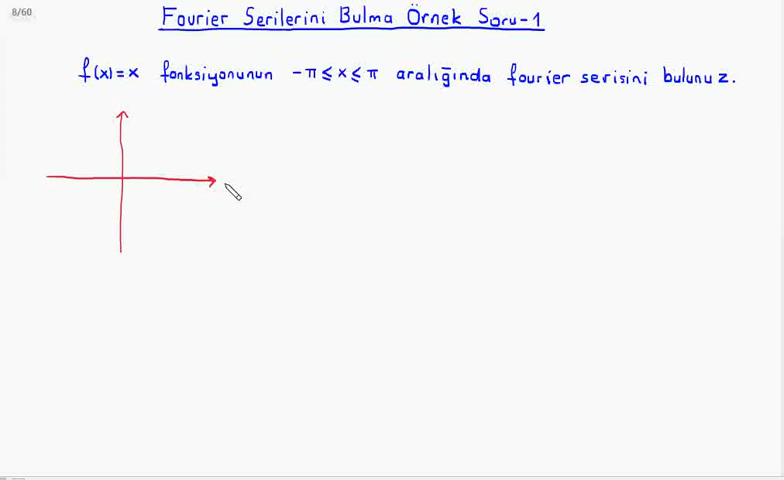 8/60
Fourier Serilerini Bulma Örnek Soru-1
f(x)=x fonksiyonunun -π ≤ x ≤ π aralığında fourier serisini bulunuz.